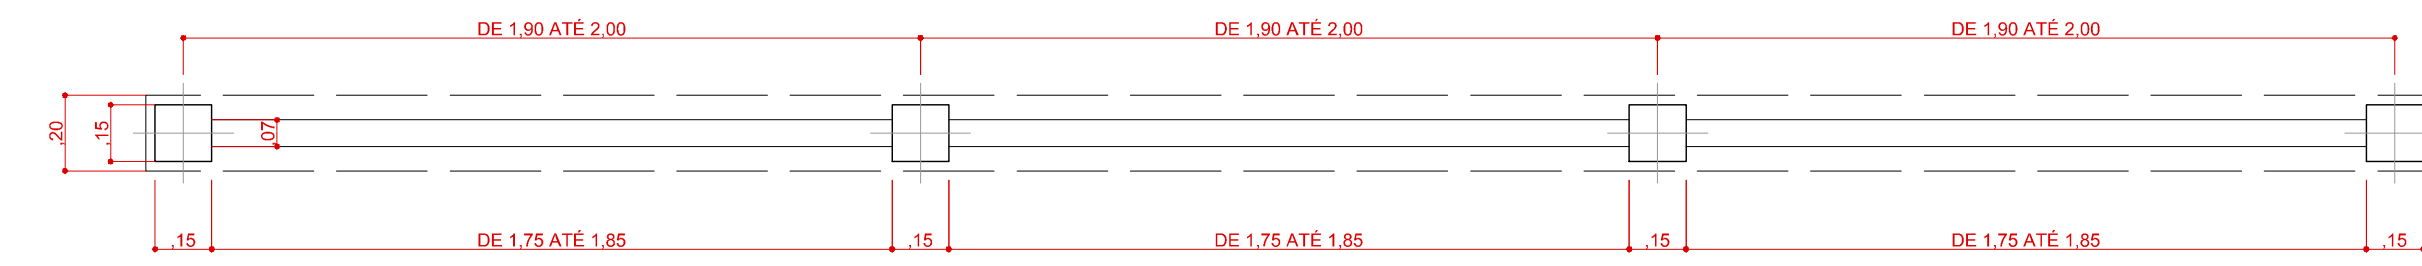 DE 1,90 ATÉ 2,00 DE 1,90 ATÉ 2,00 DE 1,90 ATÉ 2,00
,20 ,15 ,07
,15 DE 1,75 ATÉ 1,85 ,15 DE 1,75 ATÉ 1,85 ,15 DE 1,75 ATÉ 1,85 ,15